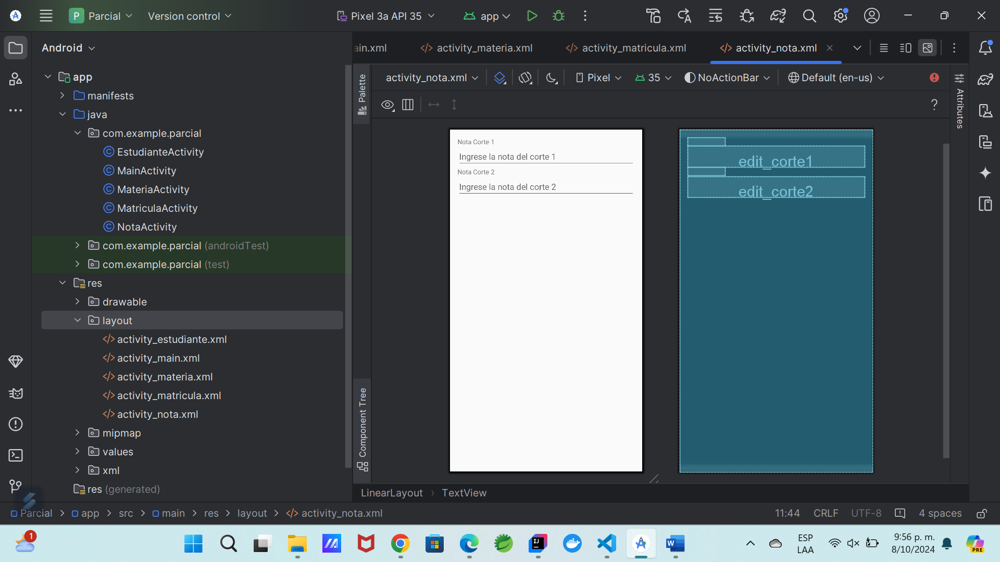 P Parcial
Version control
Pixel 3a API 35
app
Android
ain.xml
activity_materia.xml
activity_matricula.xml
activity_nota.xml
app
manifests
java
com.example.parcial
EstudianteActivity
MainActivity
MateriaActivity
MatriculaActivity
NotaActivity
com.example.parcial (androidTest)
com.example.parcial (test)
res
drawable
layout
activity_estudiante.xml
activity_main.xml
activity_materia.xml
activity_matricula.xml
activity_nota.xml
mipmap
values
xml
res (generated)
Palette
Component Tree
activity_nota.xml
Pixel
35
NoActionBar
Default (en-us)
?
Attributes
Nota Corte 1
Ingrese la nota del corte 1
Nota Corte 2
Ingrese la nota del corte 2
edit_corte1
edit_corte2
LinearLayout › TextView
Parcial > app > src > main > res > layout > activity_nota.xml
11:44
CRLF
UTF-8
4 spaces
1
IJ
W
ESP
LAA
9:56 p. m.
8/10/2024
PRE